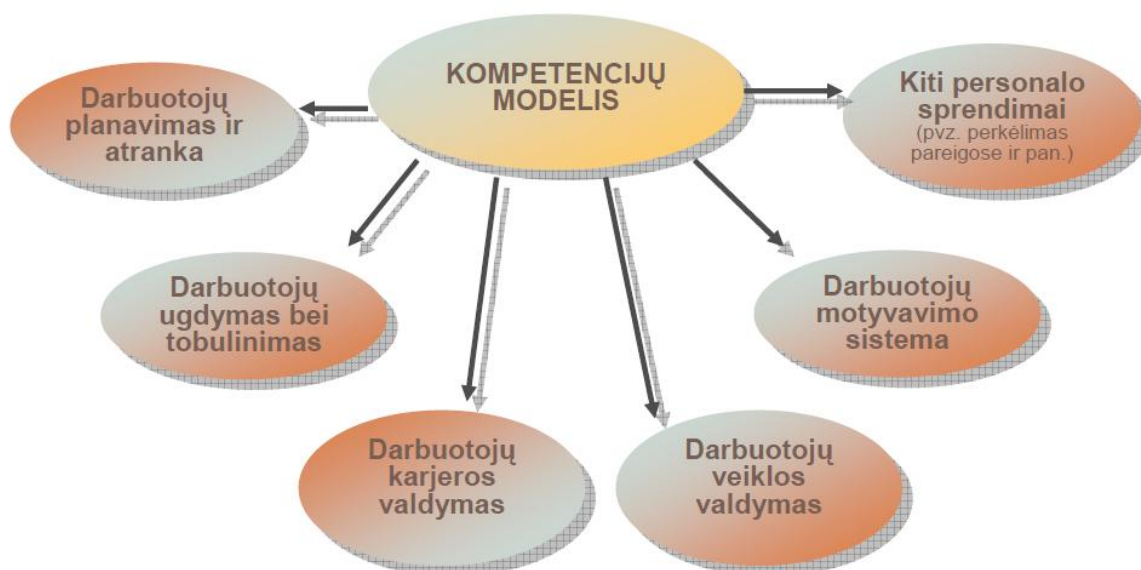 KOMPETENCIJŲ
MODELIS
Darbuotojų
planavimas ir
atranka
Kiti personalo
sprendimai
(pvz. perkėlimas
pareigose ir pan.)
Darbuotojų
ugdymas bei
tobulinimas
Darbuotojų
motyvavimo
sistema
Darbuotojų
karjeros
valdymas
Darbuotojų
veiklos
valdymas